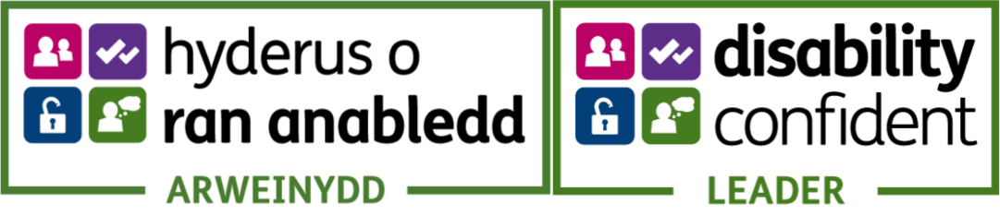 hyderus o
ran anabledd
ARWEINYDD
disability
confident
LEADER